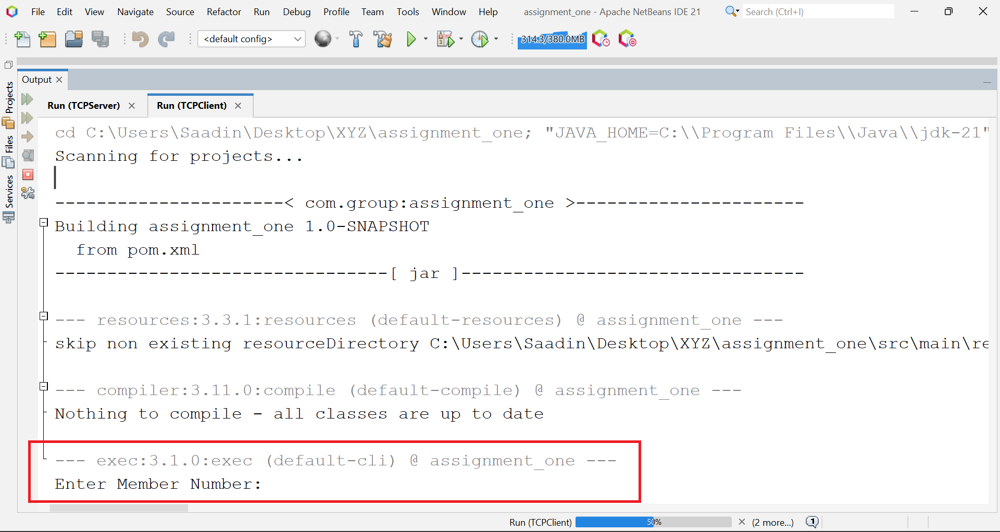 File Edit View Navigate Source Refactor Run Debug Profile Team Tools Window Help assignment_one - Apache NetBeans IDE 21 Search (Ctrl+I)
<default config> 314.3/380.0MB
Output
Projects
Files
Services
Run (TCPServer) Run (TCPClient)
cd C:\Users\Saadin\Desktop\XYZ\assignment_one; "JAVA_HOME=C:\\Program Files\\Java\\jdk-21"
Scanning for projects...
----------------------< com.group:assignment_one >----------------------
Building assignment_one 1.0-SNAPSHOT
from pom.xml
--------------------------------[ jar ]---------------------------------
--- resources:3.3.1:resources (default-resources) @ assignment_one ---
skip non existing resourceDirectory C:\Users\Saadin\Desktop\XYZ\assignment_one\src\main\re
--- compiler:3.11.0:compile (default-compile) @ assignment_one ---
Nothing to compile - all classes are up to date
--- exec:3.1.0:exec (default-cli) @ assignment_one ---
Enter Member Number:
Run (TCPClient) 50% (2 more...) 1